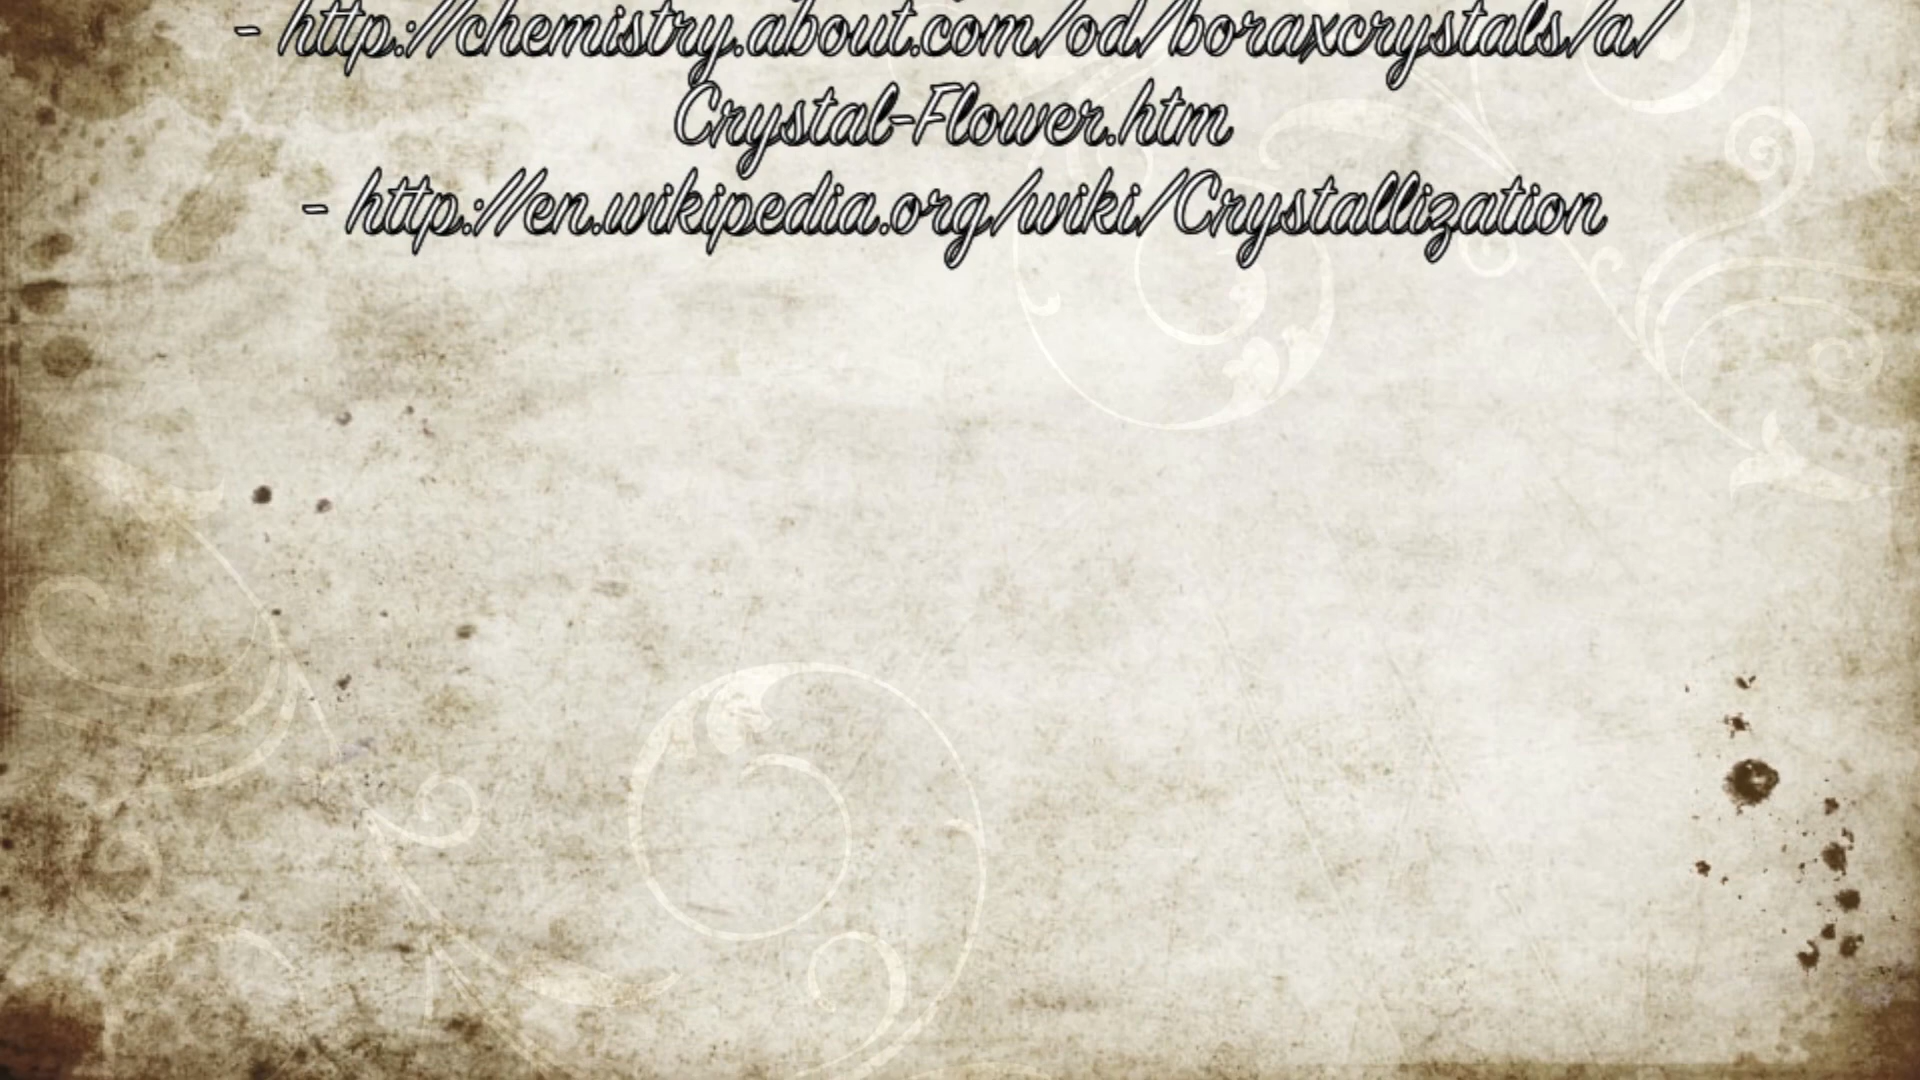 - http://chemistry.about.com/od/boraxcrystals/a/
Crystal-Flower.htm
- http://en.wikipedia.org/wiki/Crystallization